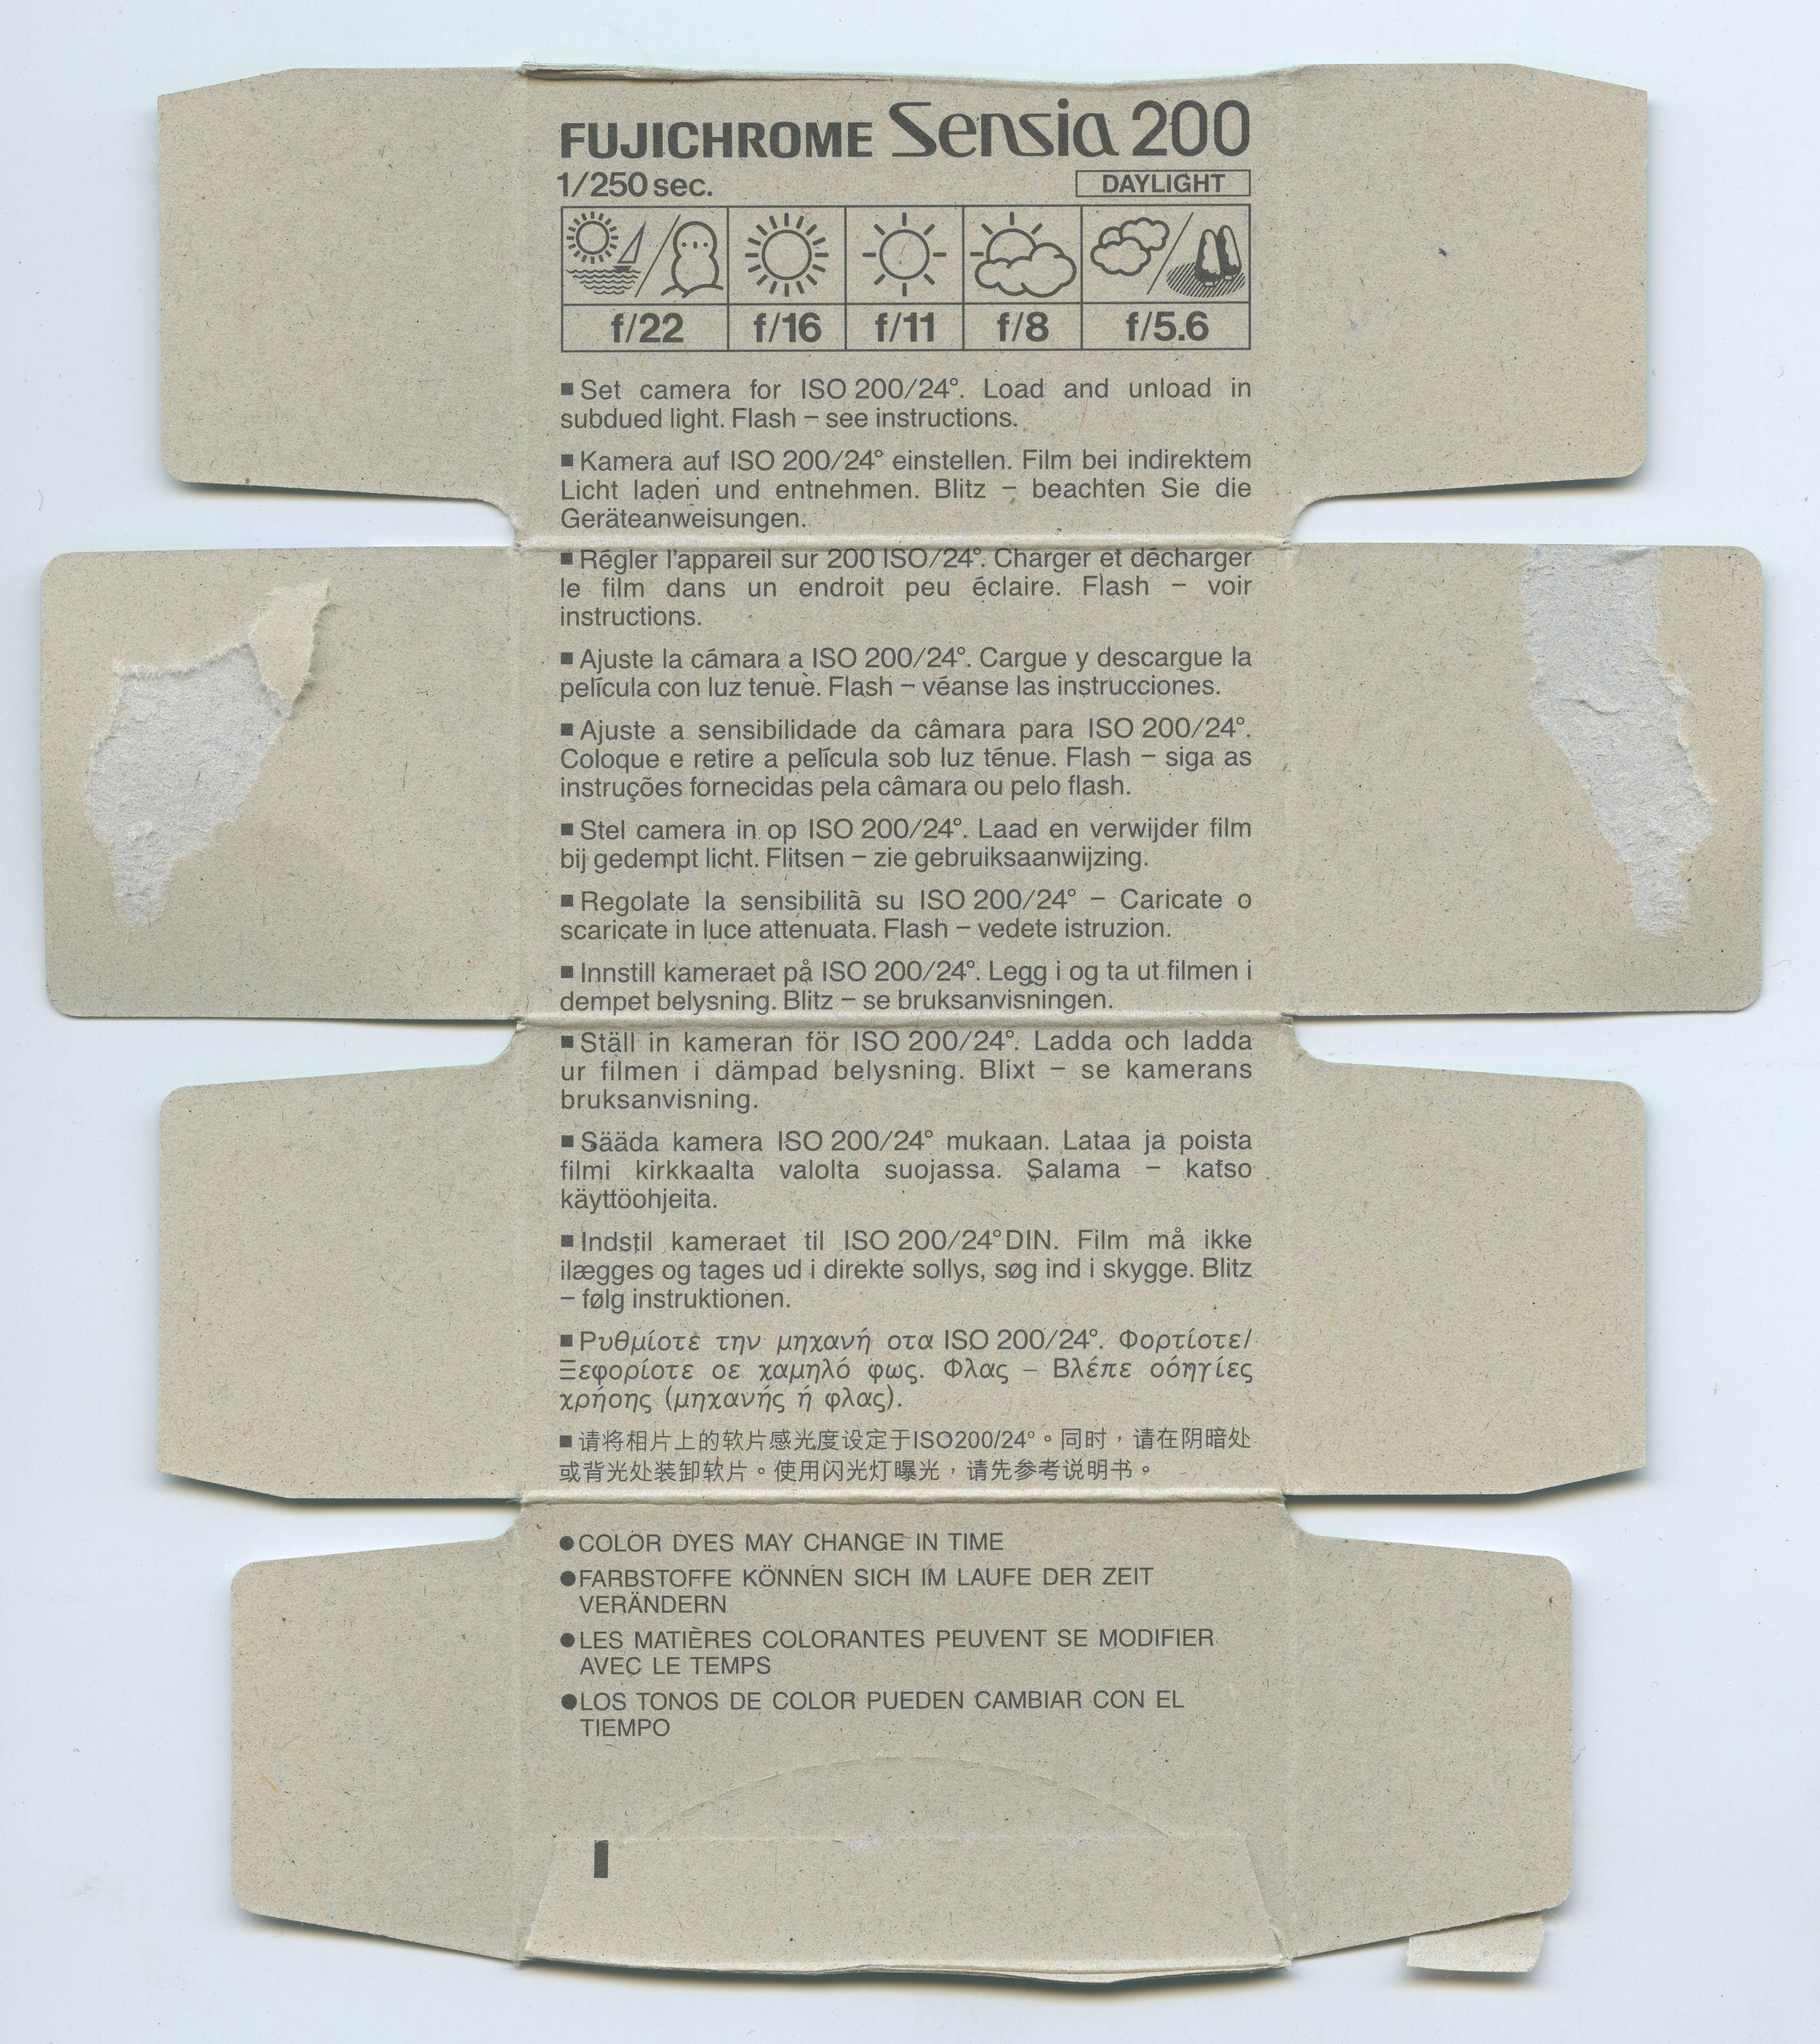 FUJICHROME Sensia 200
1/250 sec. DAYLIGHT
f/22 f/16 f/11 f/8 f/5.6
■ Set camera for ISO 200/24°. Load and unload in
subdued light. Flash – see instructions.
■ Kamera auf ISO 200/24° einstellen. Film bei indirektem
Licht laden und entnehmen. Blitz – beachten Sie die
Geräteanweisungen.
■ Régler l'appareil sur 200 ISO/24°. Charger et décharger
le film dans un endroit peu éclaire. Flash – voir
instructions.
■ Ajuste la cámara a ISO 200/24°. Cargue y descargue la
película con luz tenuè. Flash – véanse las instrucciones.
■ Ajuste a sensibilidade da câmara para ISO 200/24°.
Coloque e retire a película sob luz ténue. Flash – siga as
instruções fornecidas pela câmara ou pelo flash.
■ Stel camera in op ISO 200/24°. Laad en verwijder film
bij gedempt licht. Flitsen – zie gebruiksaanwijzing.
■ Regolate la sensibilità su ISO 200/24° – Caricate o
scaricate in luce attenuata. Flash – vedete istruzion.
■ Innstill kameraet på ISO 200/24°. Legg i og ta ut filmen i
dempet belysning. Blitz – se bruksanvisningen.
■ Ställ in kameran för ISO 200/24°. Ladda och ladda
ur filmen i dämpad belysning. Blixt – se kamerans
bruksanvisning.
■ Sääda kamera ISO 200/24° mukaan. Lataa ja poista
filmi kirkkaalta valolta suojassa. Salama – katso
käyttöohjeita.
■ Indstil kameraet til ISO 200/24°DIN. Film må ikke
ilægges og tages ud i direkte sollys, søg ind i skygge. Blitz
– følg instruktionen.
■ Ρυθμίοτε την μηχανή οτα ISO 200/24°. Φορτίοτε/
Ξεφορίοτε οε χαμηλό φως. Φλας – Βλέπε οόηγίες
χρήοης (μηχανής ή φλας).
■ 请将相片上的软片感光度设定于ISO200/24°。同时，请在阴暗处
或背光处装卸软片。使用闪光灯曝光，请先参考说明书。
●COLOR DYES MAY CHANGE IN TIME
●FARBSTOFFE KÖNNEN SICH IM LAUFE DER ZEIT
VERÄNDERN
●LES MATIÈRES COLORANTES PEUVENT SE MODIFIER
AVEC LE TEMPS
●LOS TONOS DE COLOR PUEDEN CAMBIAR CON EL
TIEMPO